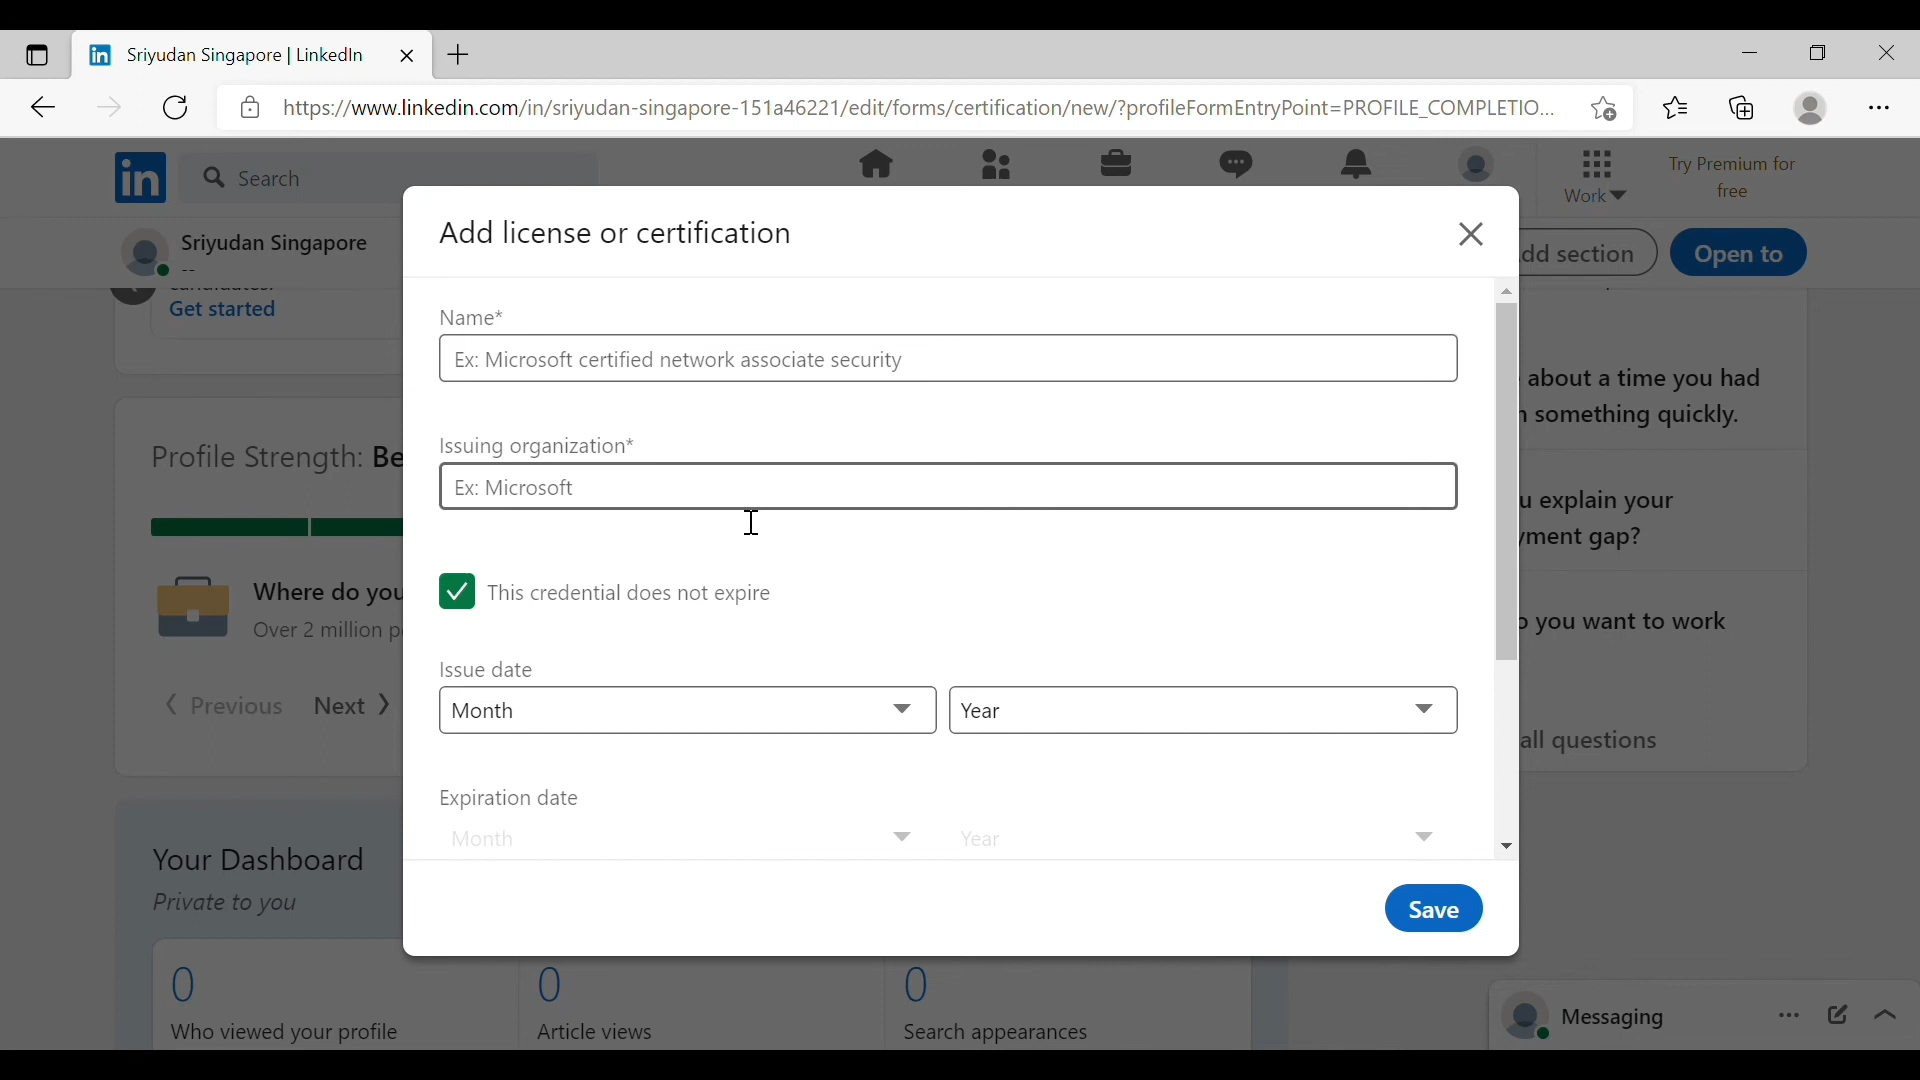 Sriyudan Singapore | LinkedIn
https://www.linkedin.com/in/sriyudan-singapore-151a46221/edit/forms/certification/new/?profileFormEntryPoint=PROFILE_COMPLETIO...
in
Search
Work
Try Premium for
free
Sriyudan Singapore
--
Get started
dd section
Open to
Add license or certification
Name*
Ex: Microsoft certified network associate security
Issuing organization*
Ex: Microsoft
This credential does not expire
Issue date
Month
Year
Expiration date
Month
Year
Save
Profile Strength: Be
Where do you
Over 2 million p
Previous
Next
about a time you had
something quickly.
u explain your
yment gap?
o you want to work
all questions
Your Dashboard
Private to you
0
Who viewed your profile
0
Article views
0
Search appearances
Messaging